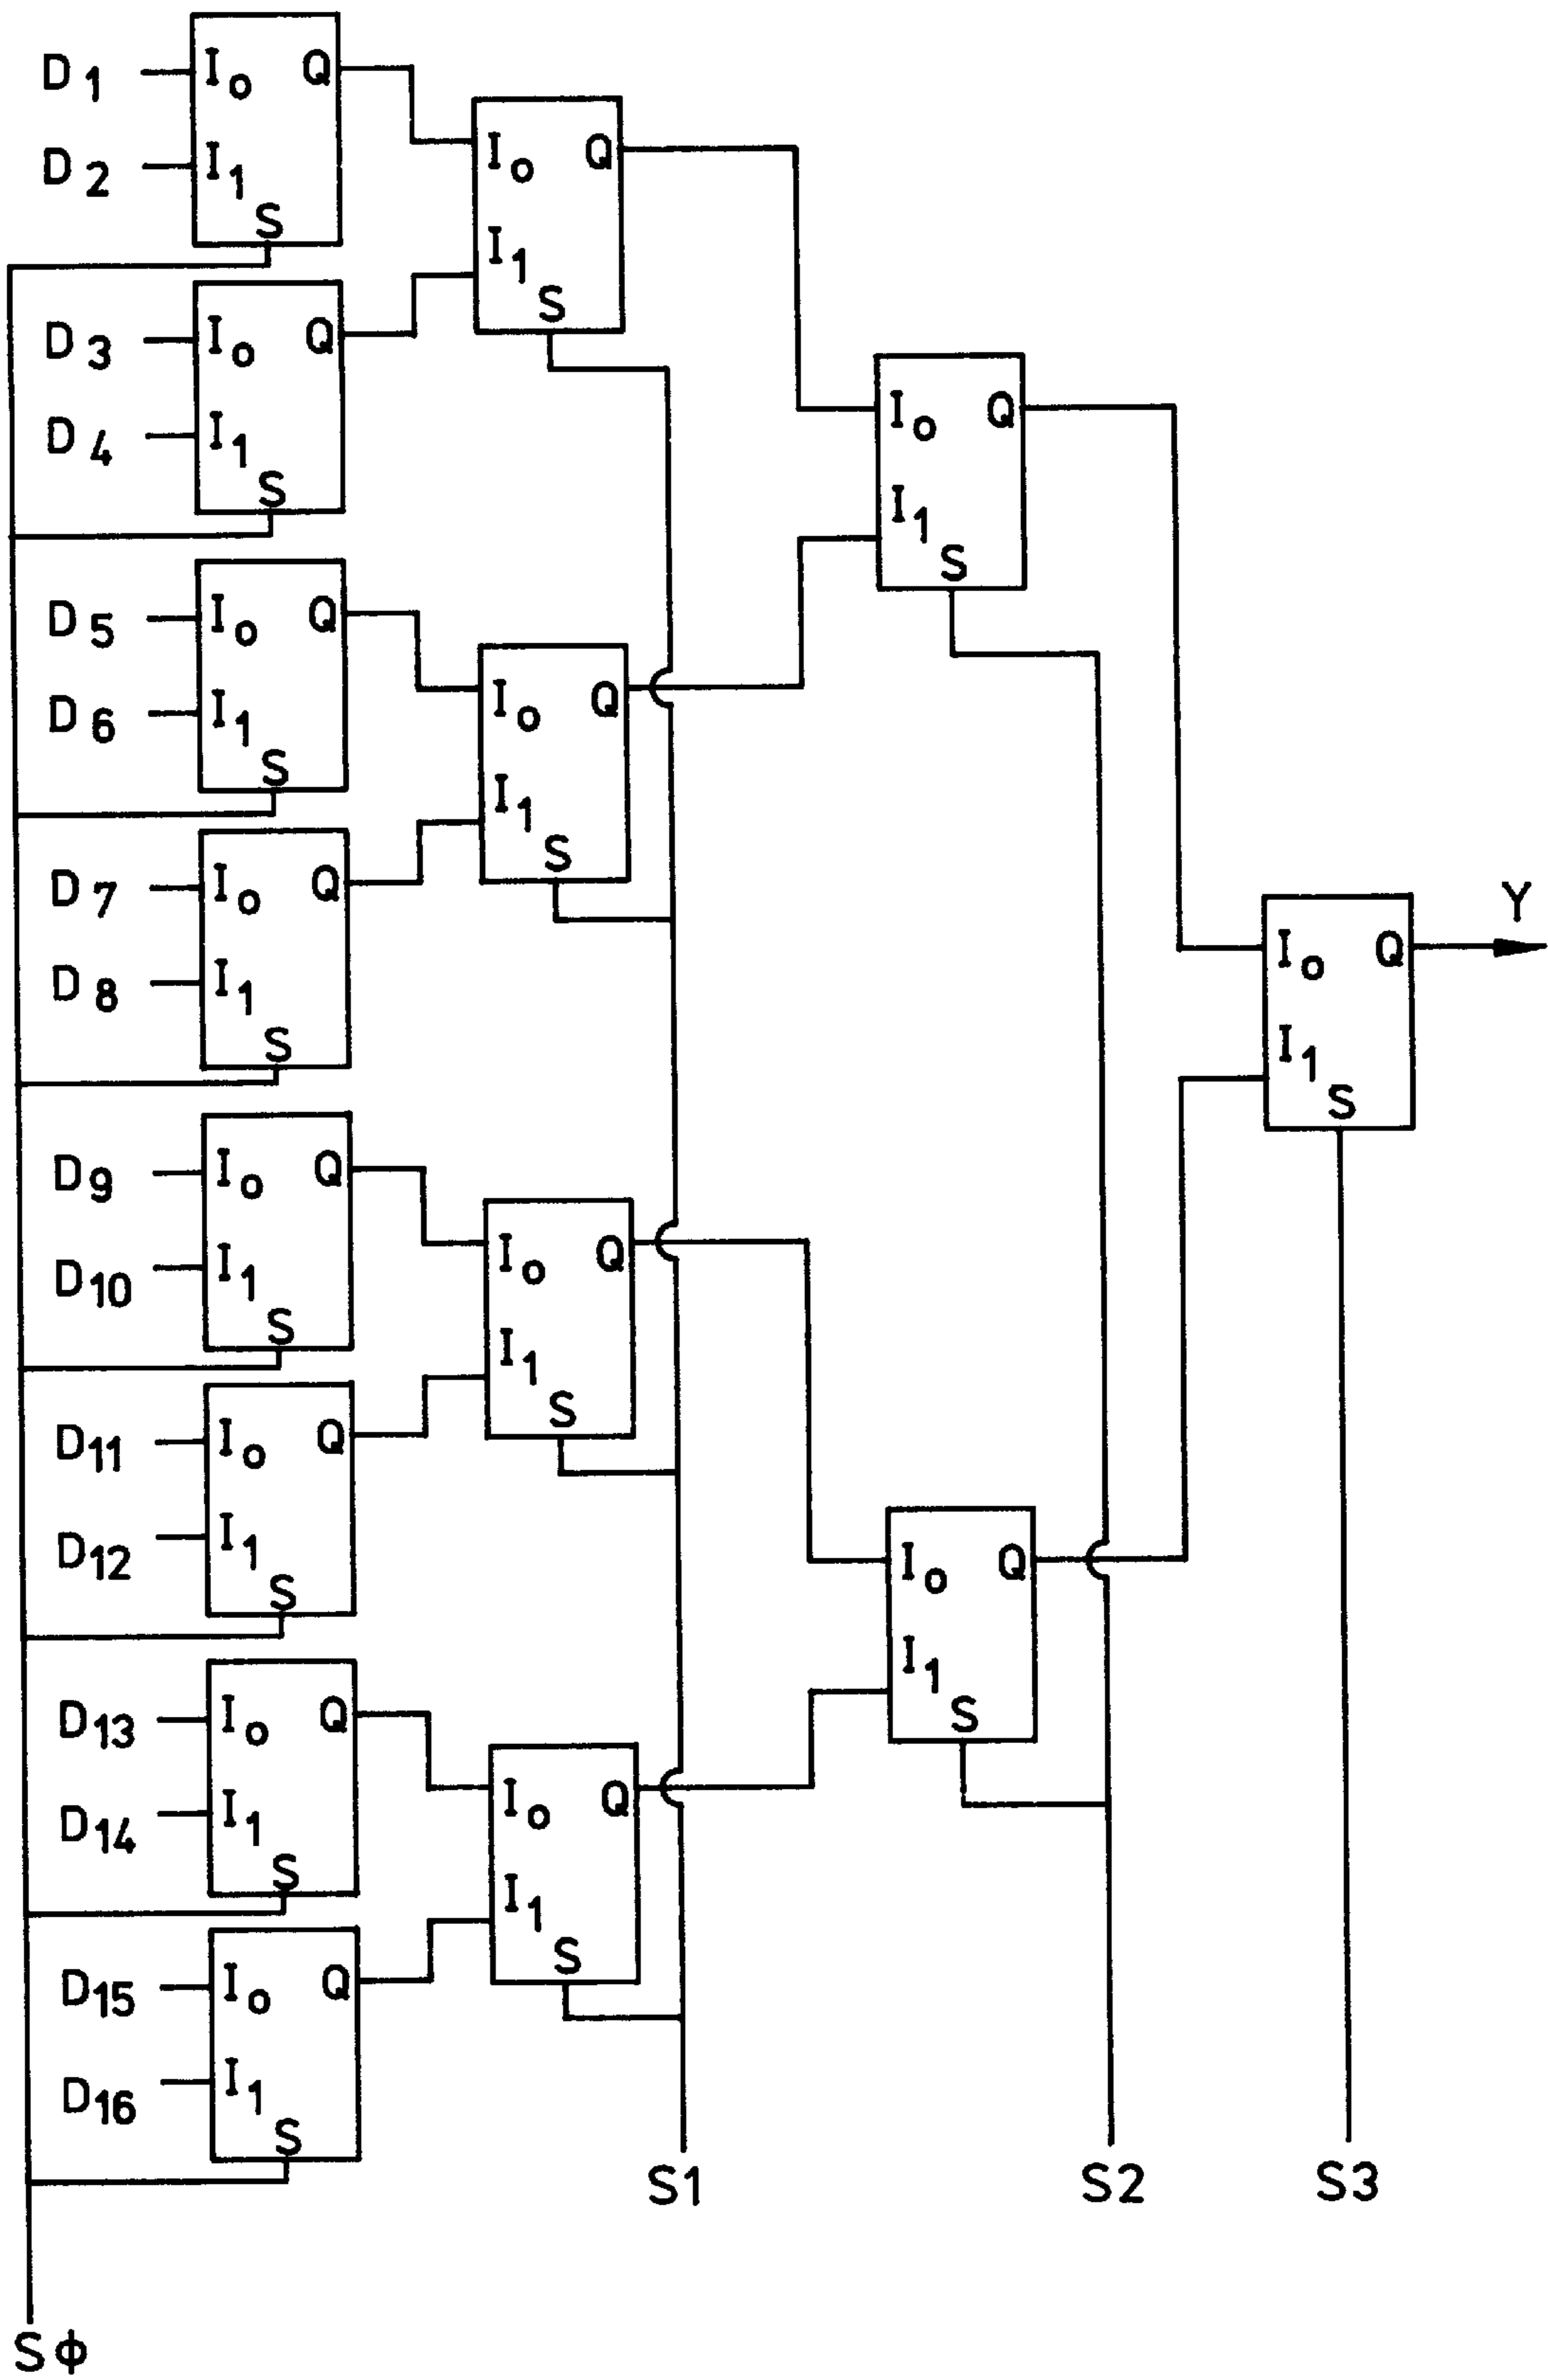 D1 I0 Q
D2 I1
S
I0 Q
I1
S
D3 I0 Q
D4 I1
S
I0 Q
I1
S
D5 I0 Q
D6 I1
S
I0 Q
I1
S
D7 I0 Q
D8 I1
S
I0 Q Y
I1
S
D9 I0 Q
D10 I1
S
I0 Q
I1
S
D11 I0 Q
D12 I1
S
I0 Q
I1
S
D13 I0 Q
D14 I1
S
I0 Q
I1
S
D15 I0 Q
D16 I1
S
S1 S2 S3
SΦ